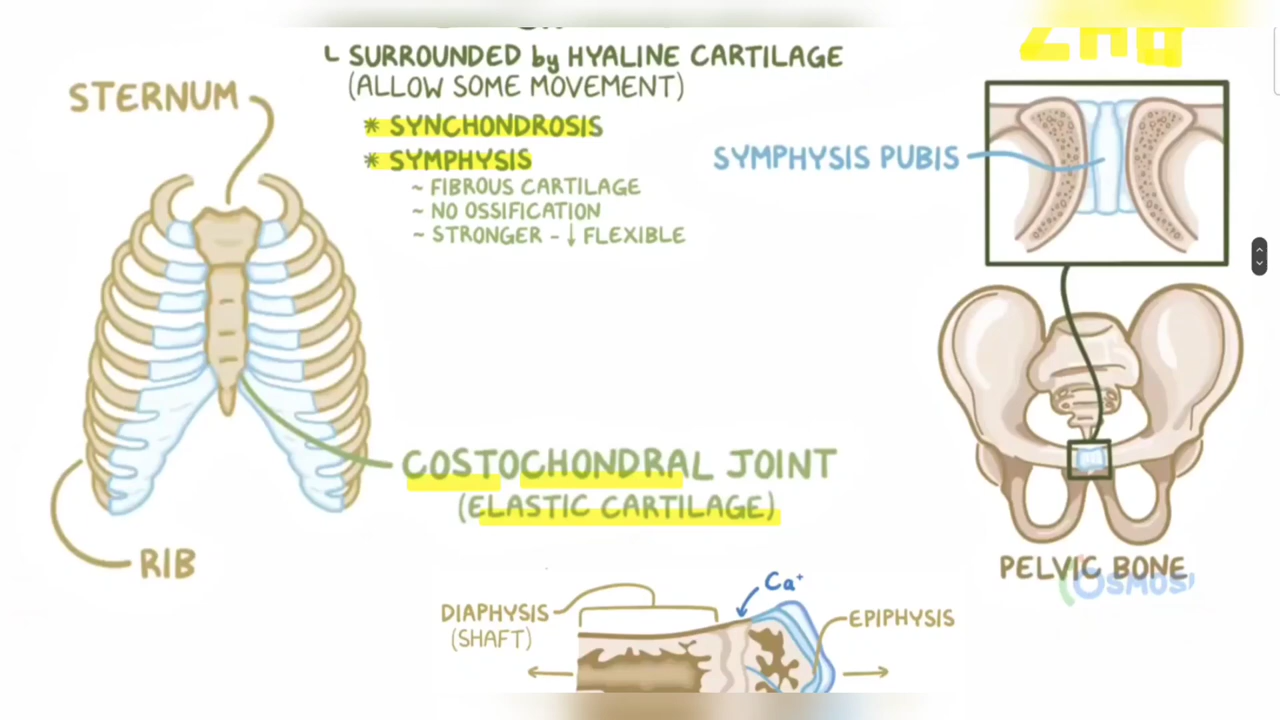 └ SURROUNDED by HYALINE CARTILAGE
(ALLOW SOME MOVEMENT)
* SYNCHONDROSIS
* SYMPHYSIS
~ FIBROUS CARTILAGE
~ NO OSSIFICATION
~ STRONGER - ↓ FLEXIBLE
STERNUM
SYMPHYSIS PUBIS
COSTOCHONDRAL JOINT
(ELASTIC CARTILAGE)
RIB
PELVIC BONE
OSMOSIS
Ca⁺
DIAPHYSIS
(SHAFT)
EPIPHYSIS